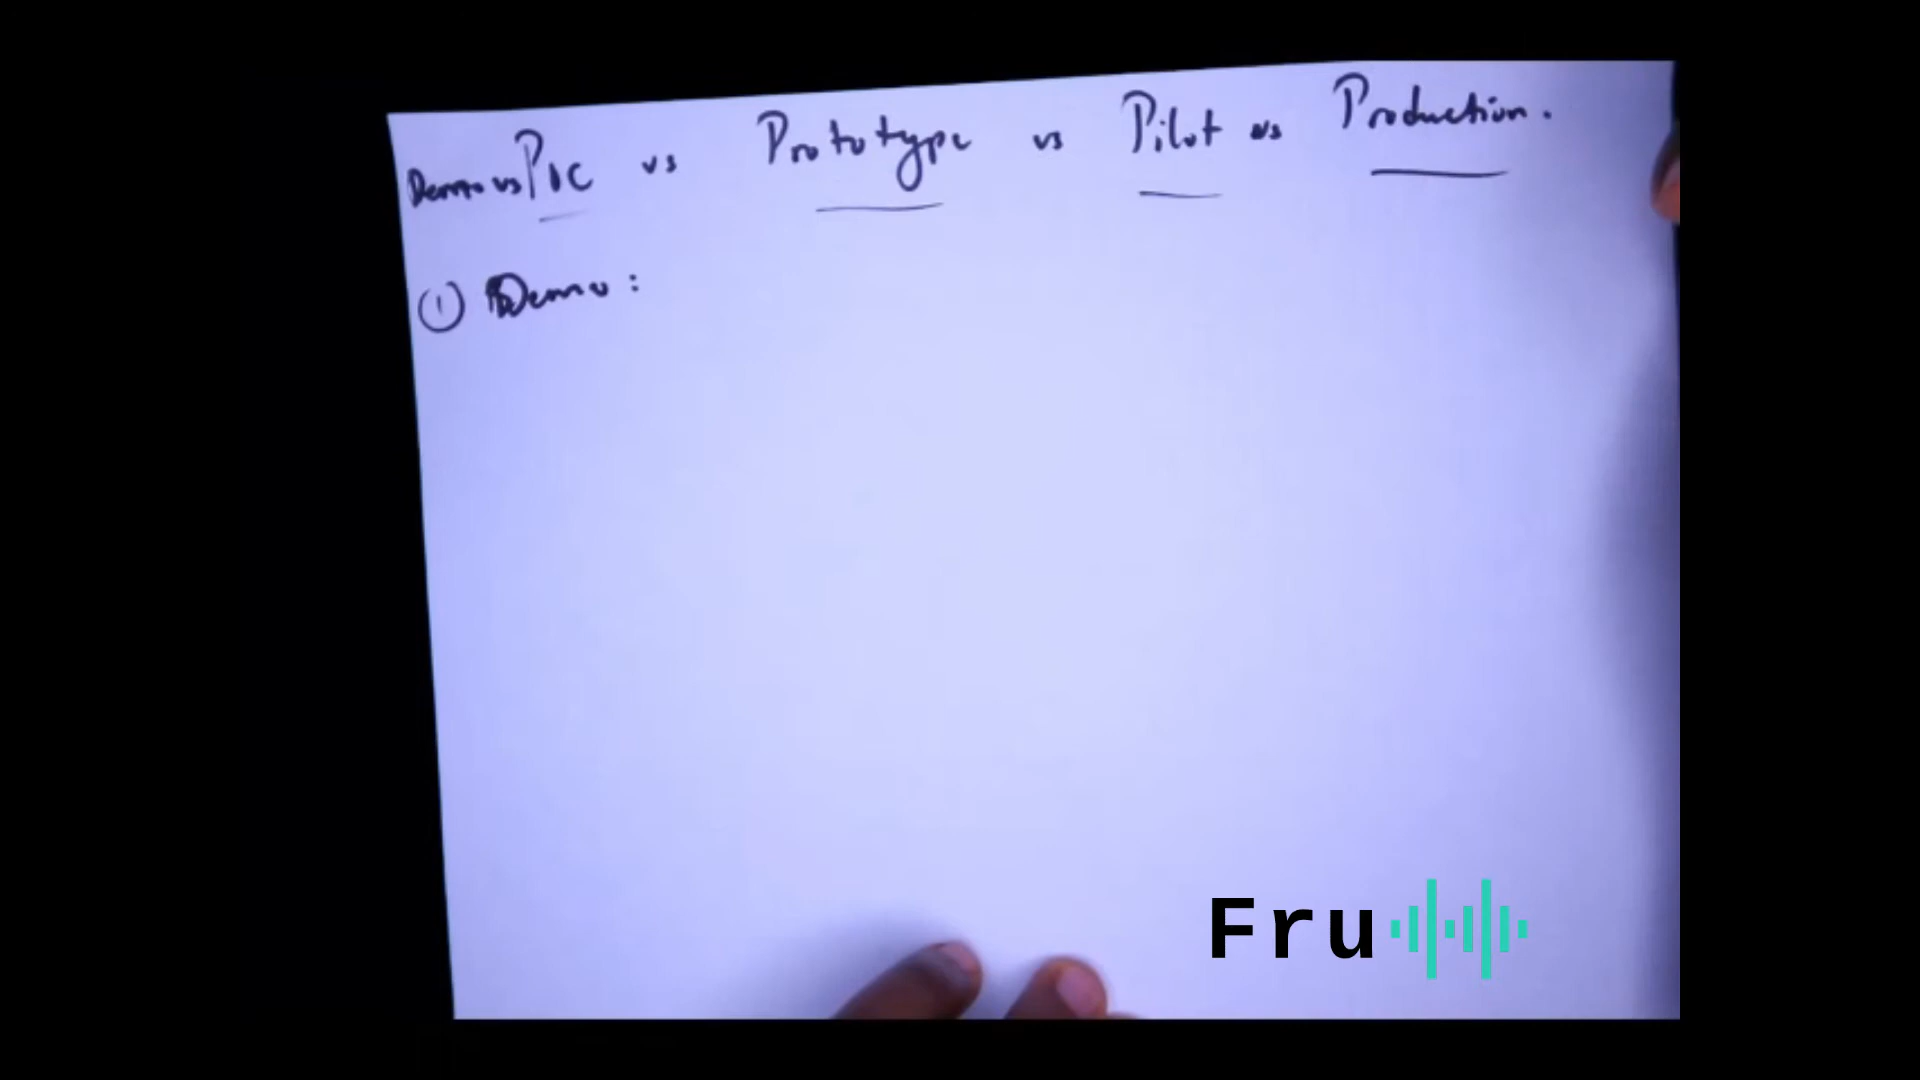 Demo vs POC vs Prototype vs Pilot vs Production.
① Demo:
Fru